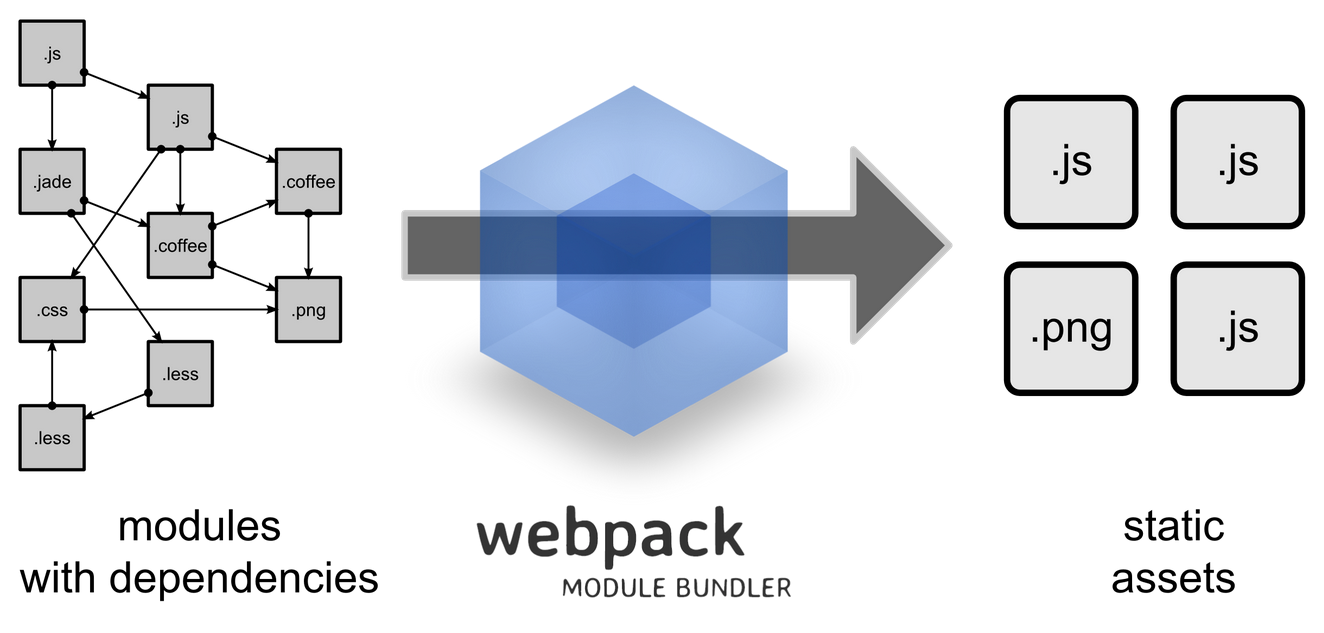 .js
.js
.jade
.coffee
.coffee
.css
.png
.less
.less
modules
with dependencies
webpack
MODULE BUNDLER
.js
.js
.png
.js
static
assets